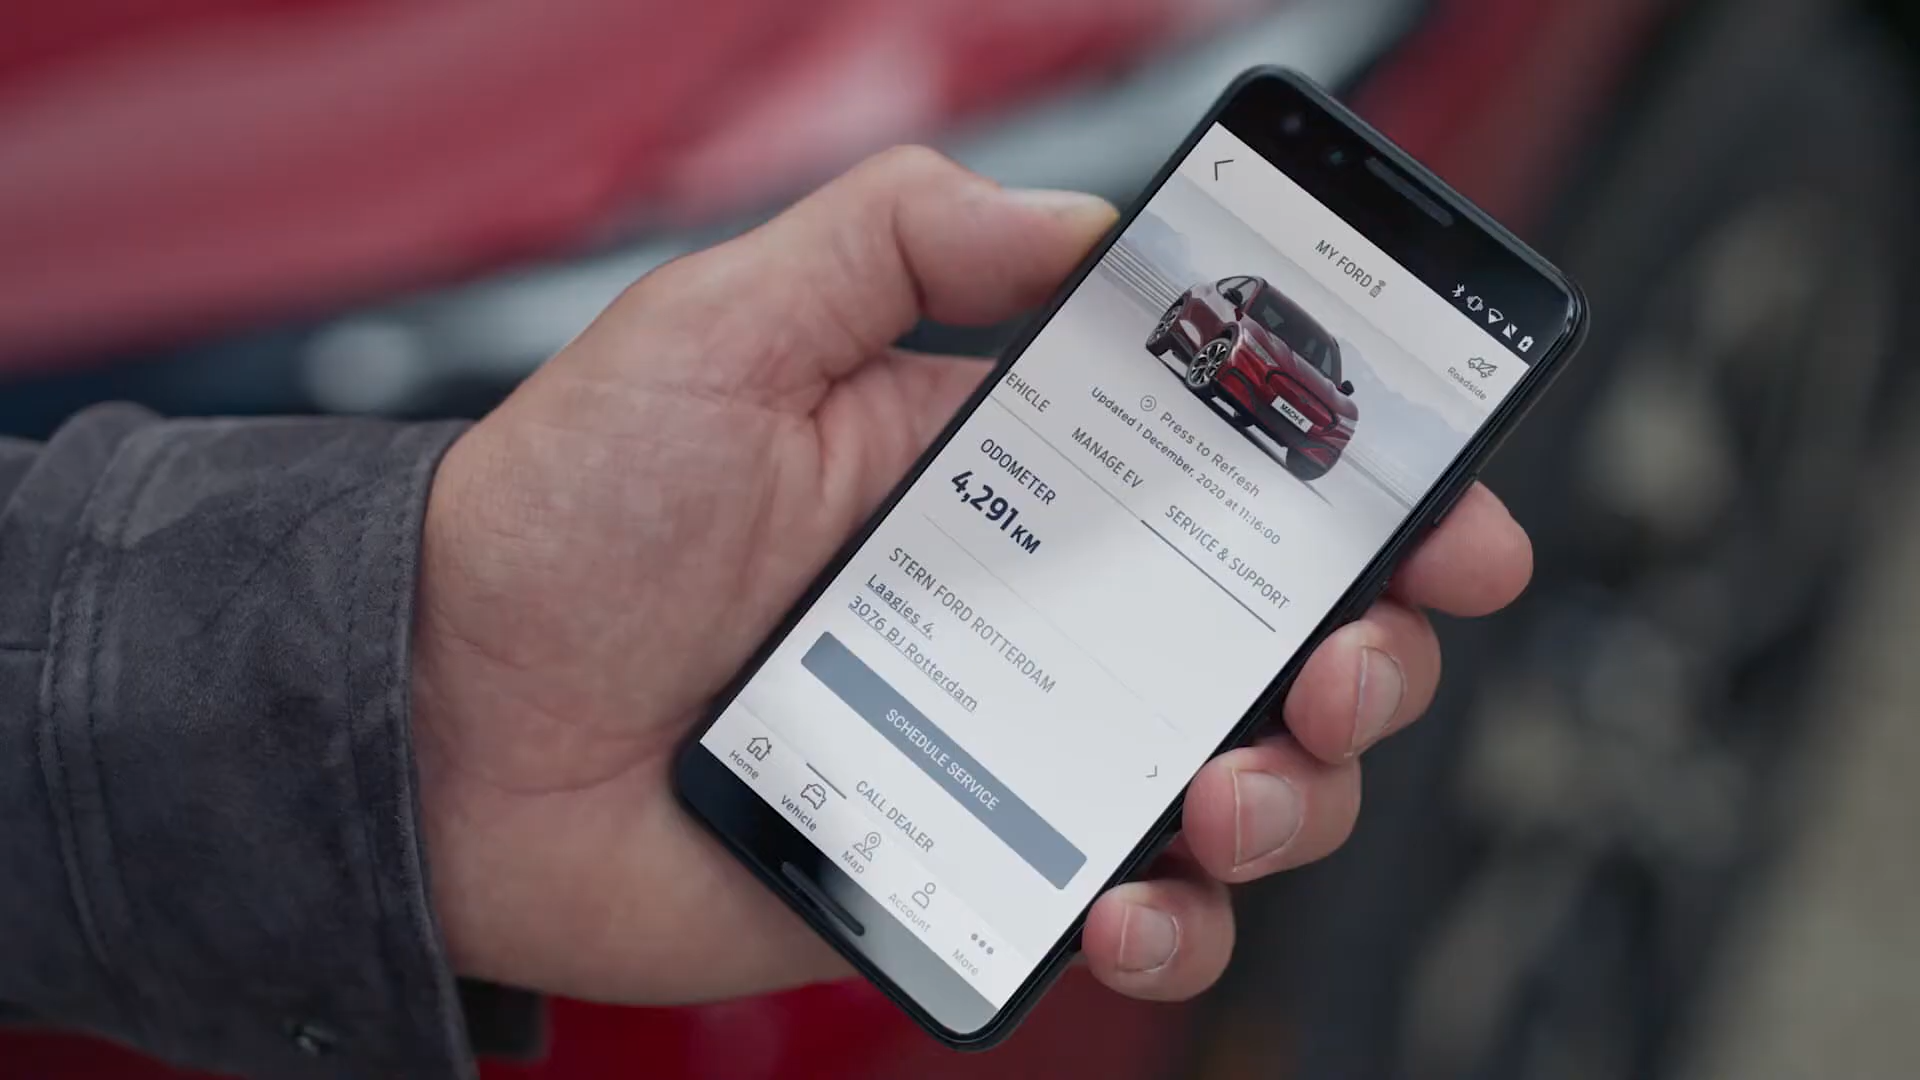 MY FORD
Roadside
MACH-E
Press to Refresh
Updated 1 December, 2020 at 11:16:00
EHICLE
MANAGE EV
SERVICE & SUPPORT
ODOMETER
4,291 KM
STERN FORD ROTTERDAM
Laagjes 4,
3076 BJ Rotterdam
SCHEDULE SERVICE
CALL DEALER
Home
Vehicle
Map
Account
More